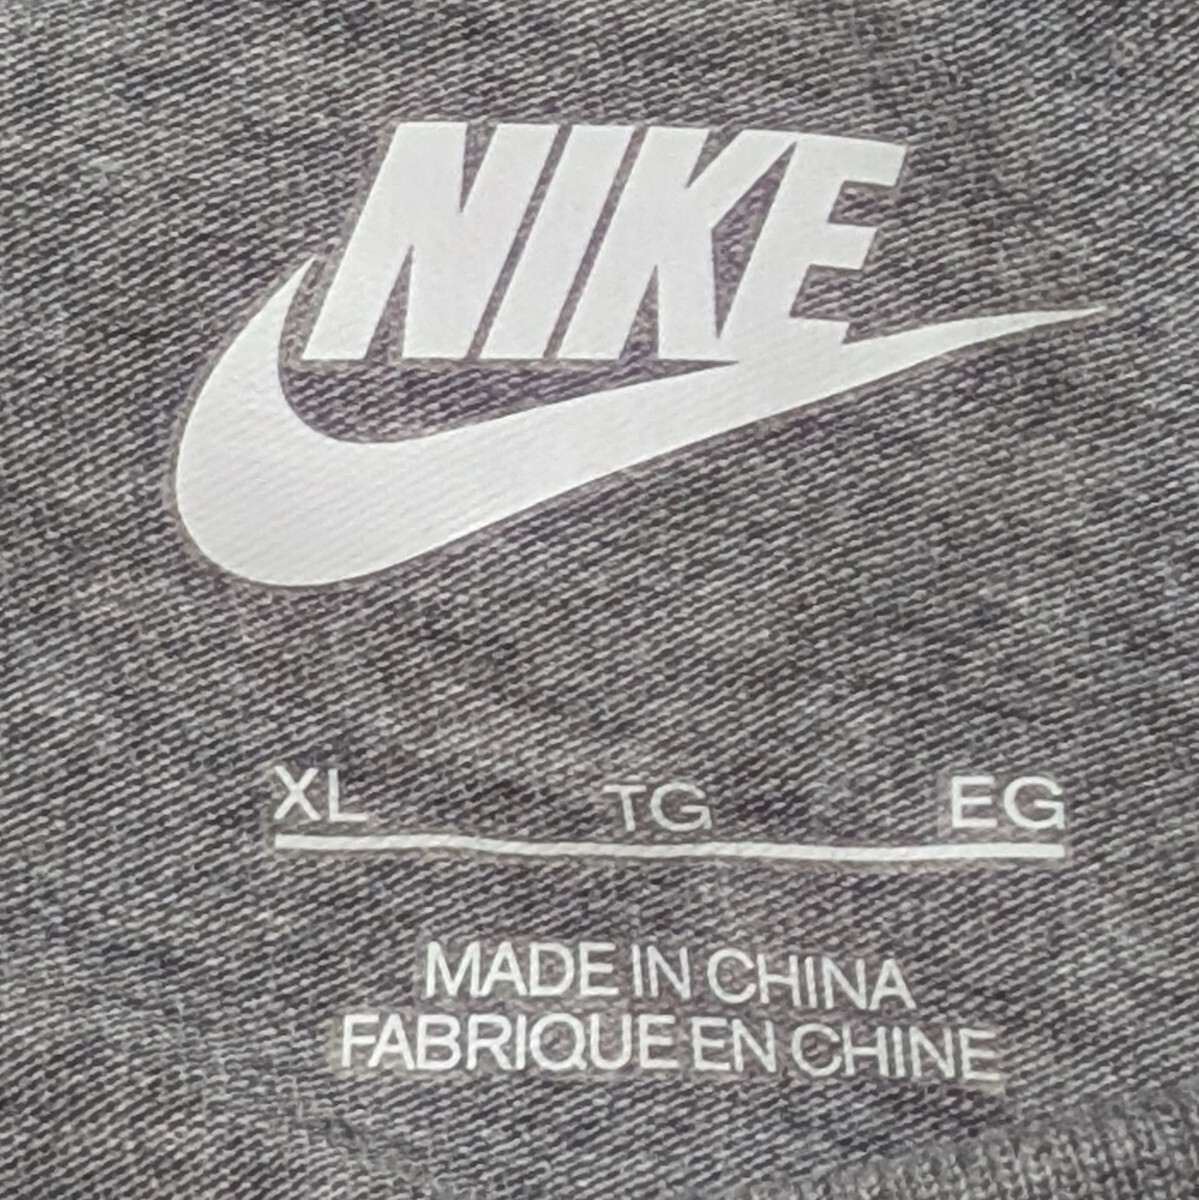 NIKE
XL TG EG
MADE IN CHINA
FABRIQUE EN CHINE